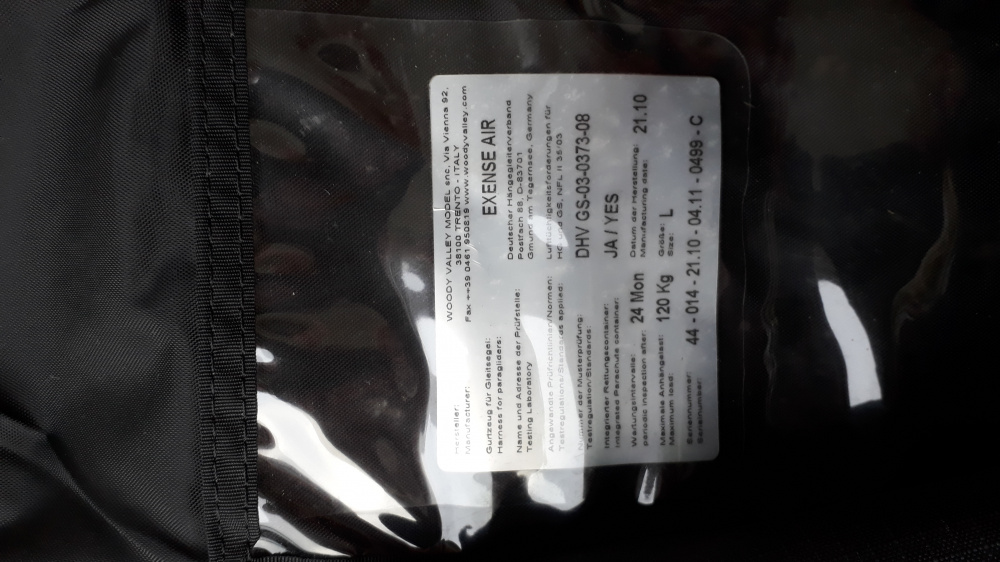 Hersteller:
Manufacturer:
WOODY VALLEY MODEL snc, Via Vienna 92,
38100 TRENTO - ITALY
Fax ++39 0461 950819 www.woodyvalley.com
Gurtzeug für Gleitsegel:
Harness for paragliders:
EXENSE AIR
Name und Adresse der Prüfstelle:
Testing Laboratory
Deutscher Hängegleiterverband
Postfach 88, D-83701
Gmund am Tegernsee, Germany
Angewandte Prüfrichtlinien/Normen:
Testregulations/Standards applied:
Lufttüchtigkeitsforderungen für
HG und GS, NFL II 35/03
Nummer der Musterprüfung:
Testregulation/Standards:
DHV GS-03-0373-08
Integrierter Rettungscontainer:
Integrated Parachute container:
JA / YES
Wartungsintervalle:
periodic inspection after:
24 Mon
Datum der Herstellung:
Manufacturing date:
21.10
Maximale Anhängelast:
Maximum load:
120 Kg
Größe:
Size:
L
Seriennummer:
Serialnumber:
44 - 014 - 21.10 - 04.11 - 0499 - C